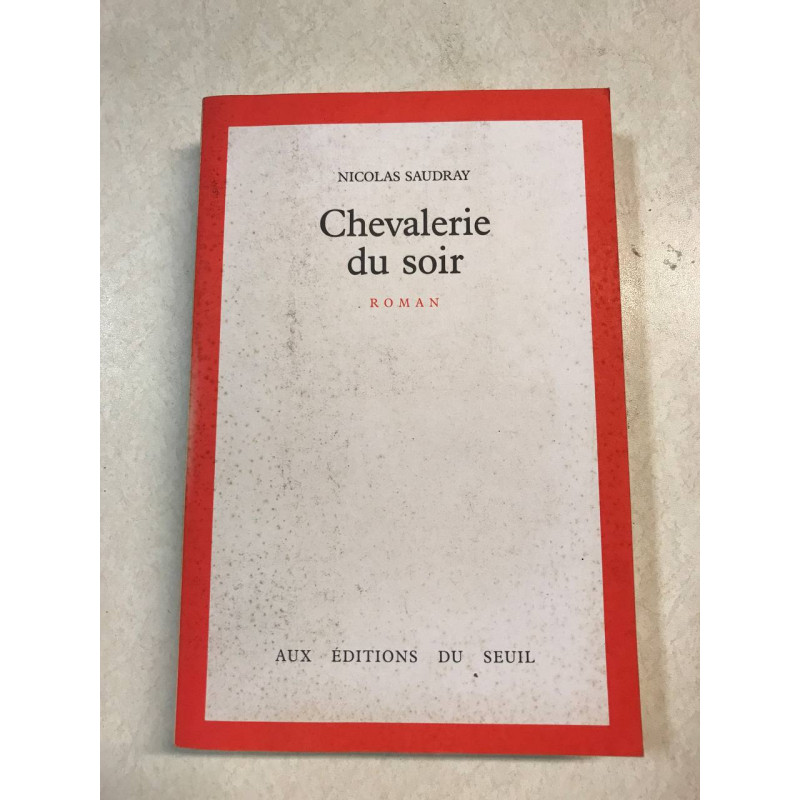 NICOLAS SAUDRAY
Chevalerie
du soir
ROMAN
AUX ÉDITIONS DU SEUIL